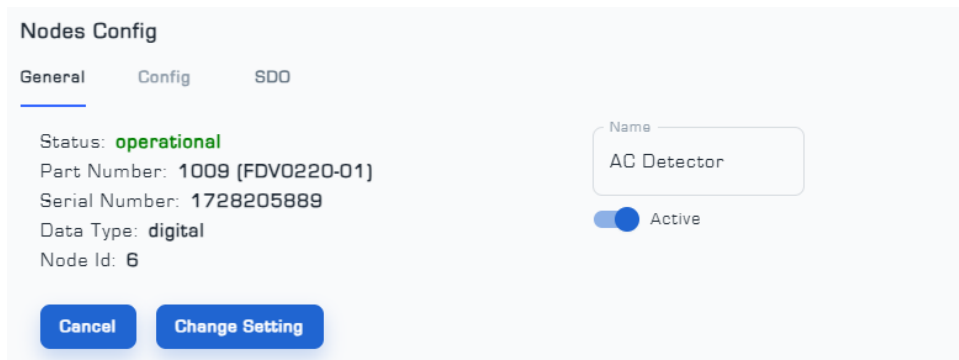 Nodes Config
General Config SDO
Status: operational
Part Number: 1009 (FDV0220-01)
Serial Number: 1728205889
Data Type: digital
Node Id: 6
Name
AC Detector
Active
Cancel Change Setting